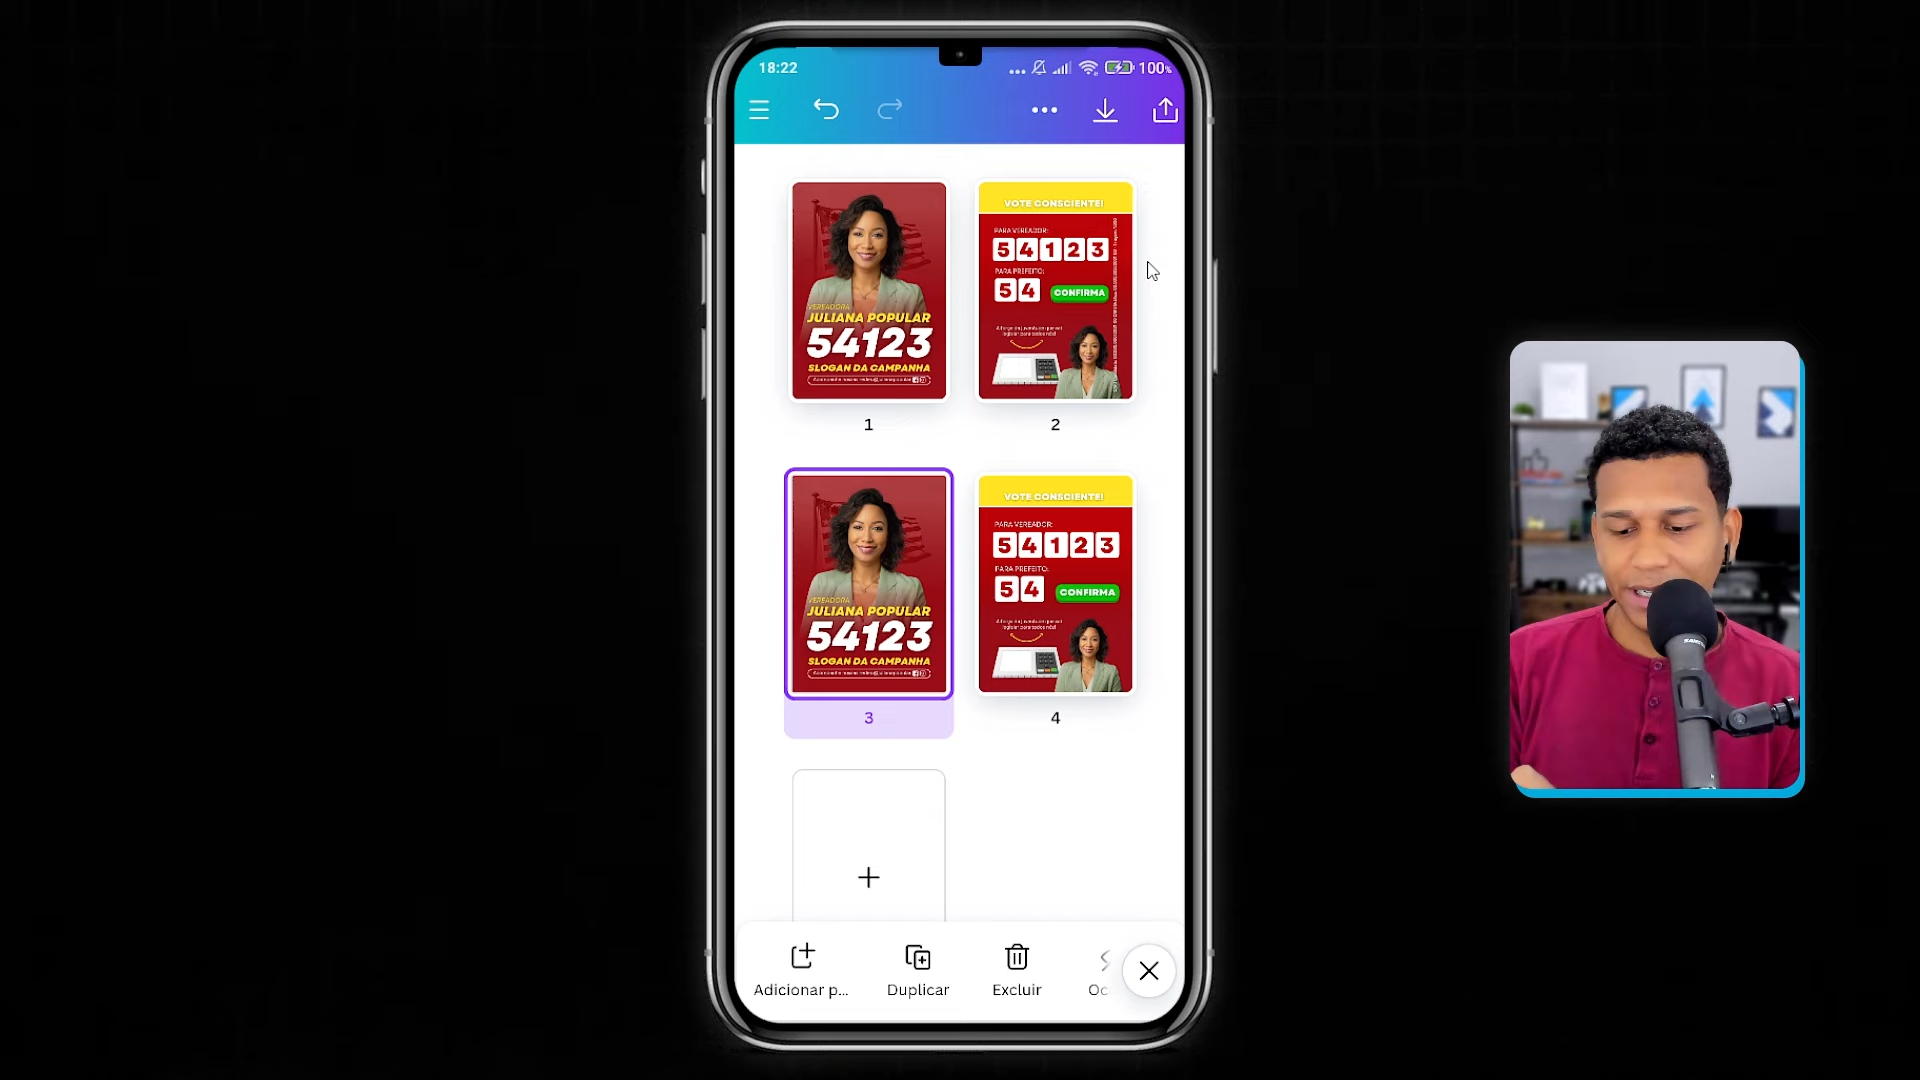 18:22
100%
VEREADORA
JULIANA POPULAR
54123
SLOGAN DA CAMPANHA
1
VOTE CONSCIENTE!
PARA VEREADOR:
54123
PARA PREFEITO:
54
CONFIRMA
2
VEREADORA
JULIANA POPULAR
54123
SLOGAN DA CAMPANHA
3
VOTE CONSCIENTE!
PARA VEREADOR:
54123
PARA PREFEITO:
54
CONFIRMA
4
Adicionar p...
Duplicar
Excluir
Oc